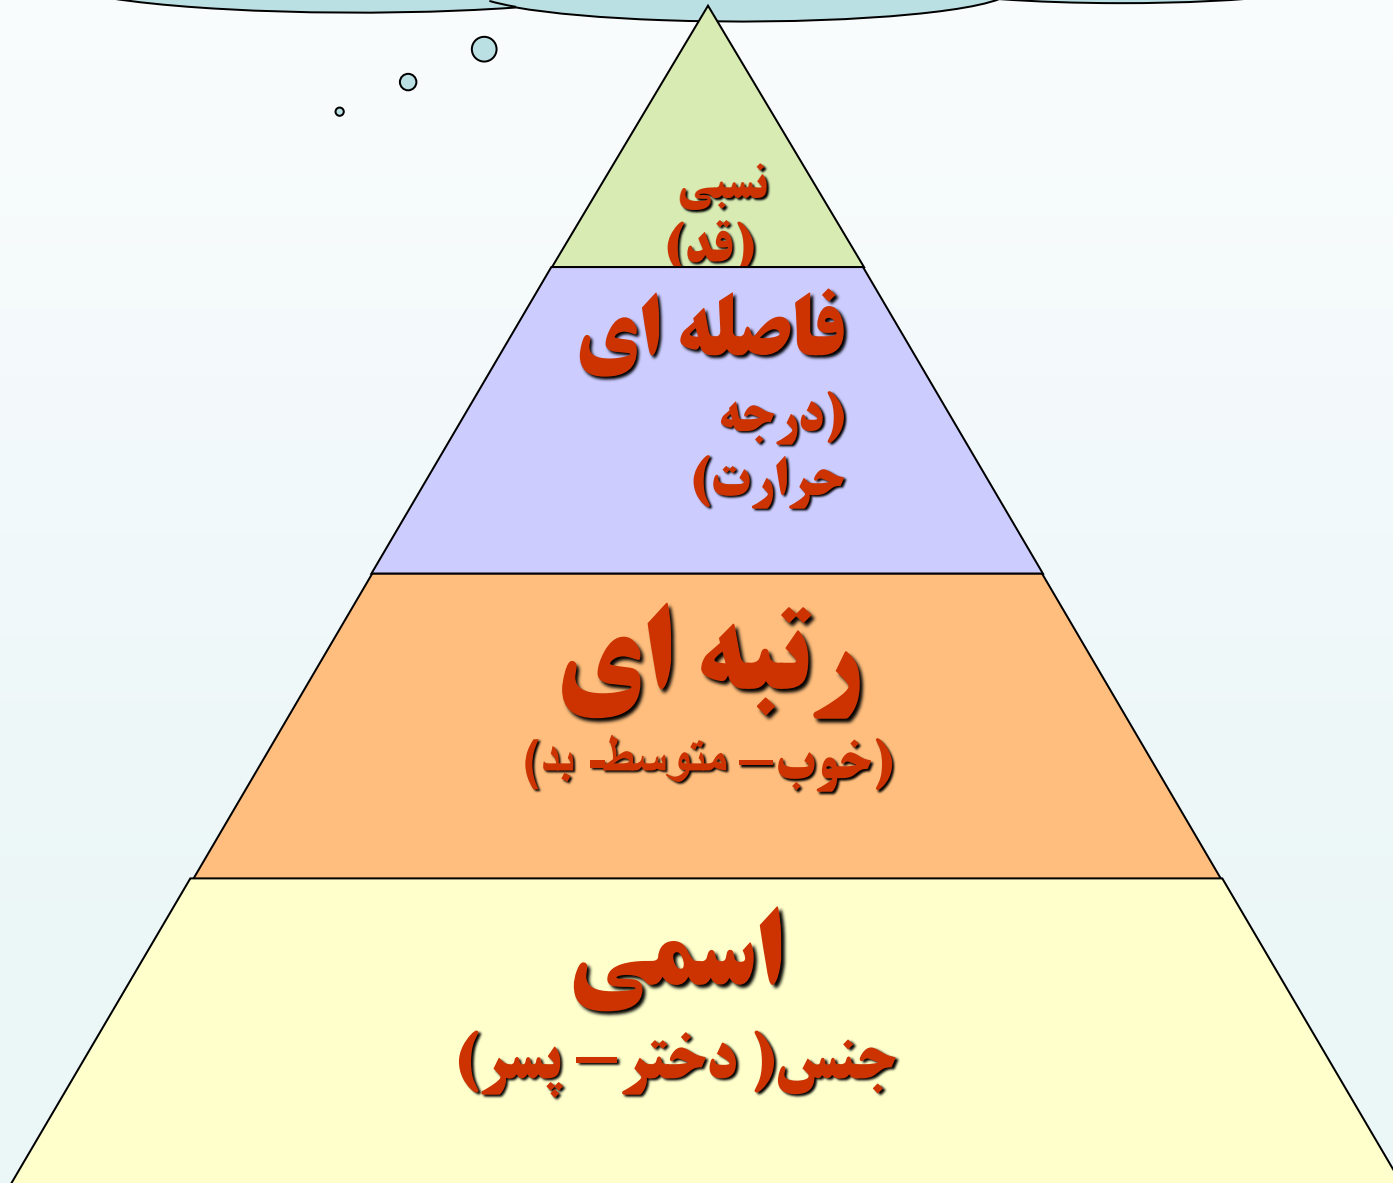 نسبی
(قد)
فاصله ای
(درجه
حرارت)
رتبه ای
(خوب– متوسط- بد)
اسمی
جنس( دختر – پسر)